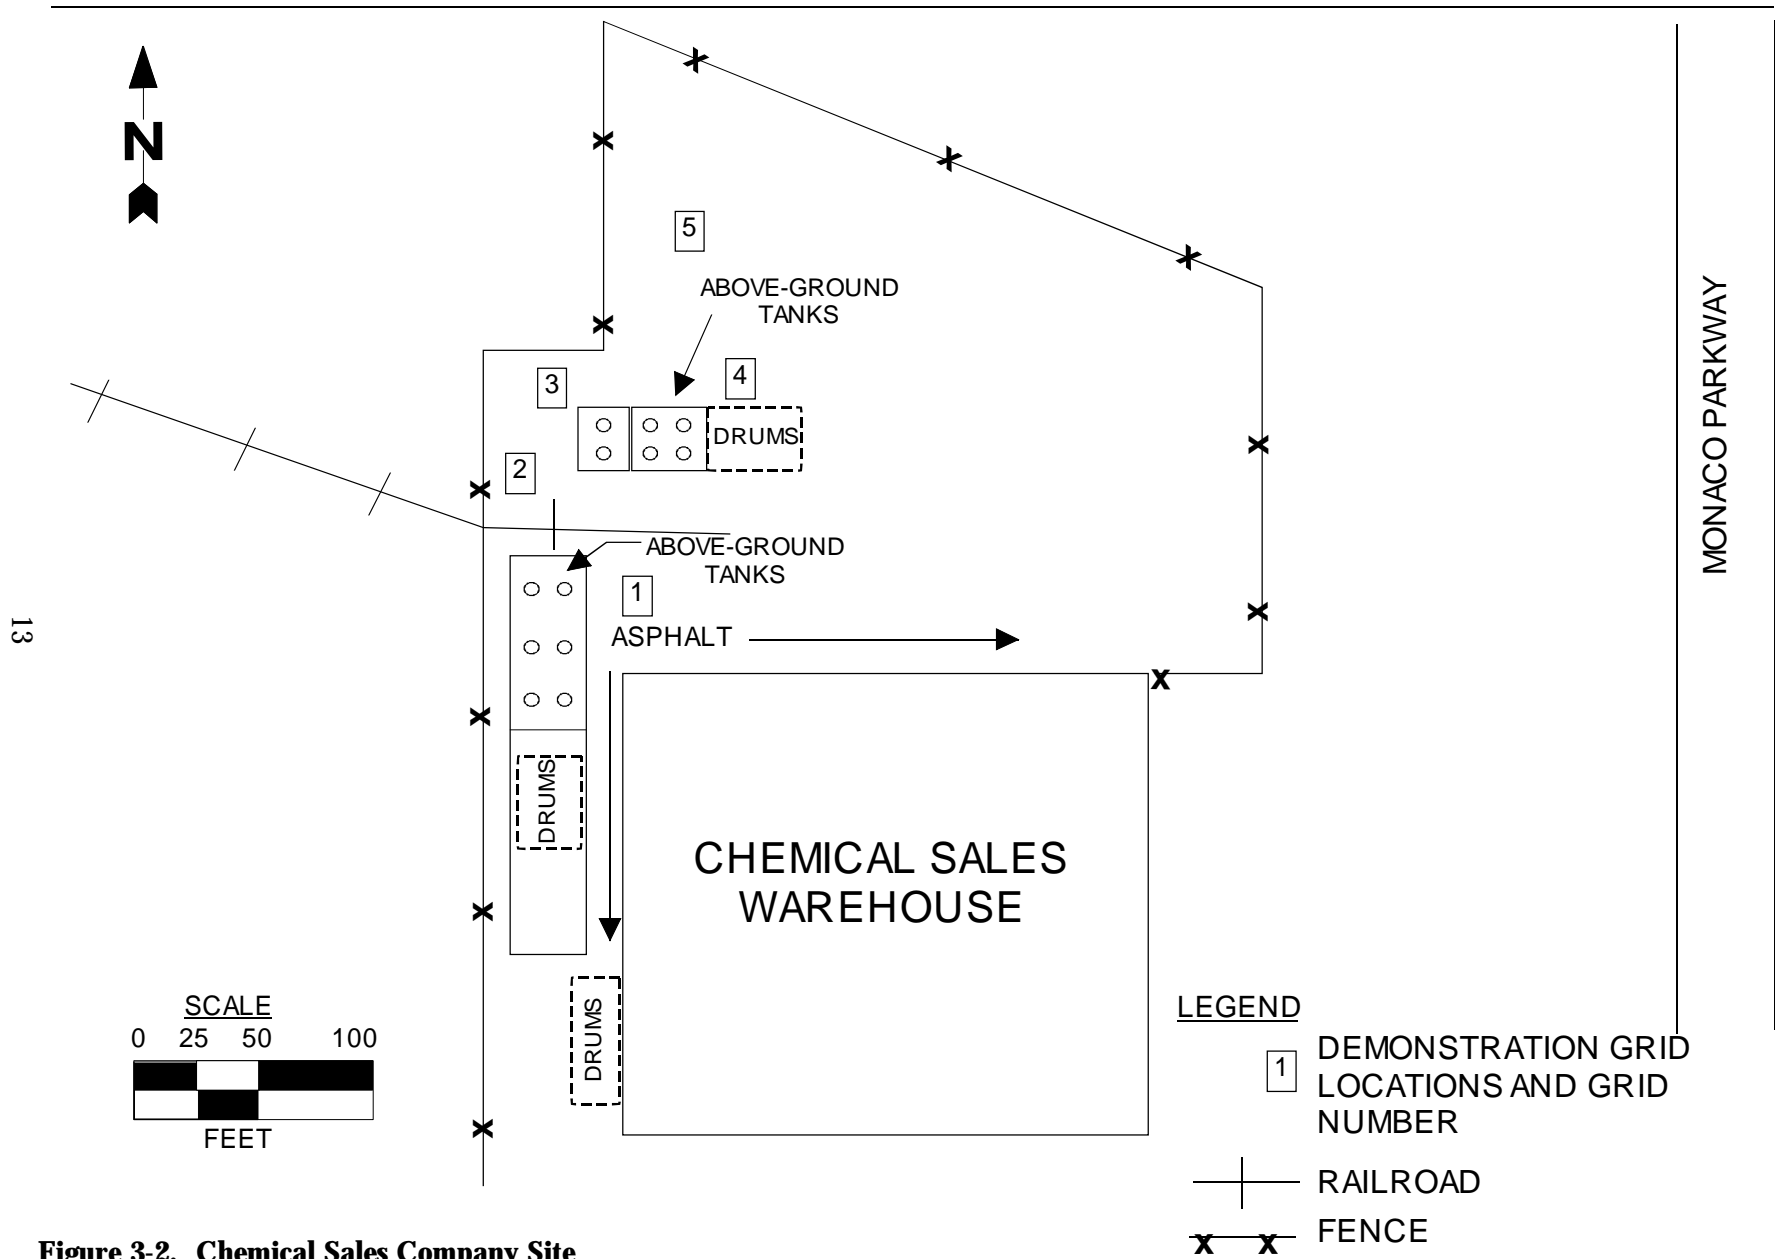 N
5
ABOVE-GROUND
TANKS
3
4
DRUMS
2
ABOVE-GROUND
TANKS
1
ASPHALT
MONACO PARKWAY
13
DRUMS
CHEMICAL SALES
WAREHOUSE
DRUMS
SCALE
0 25 50 100
FEET
LEGEND
1
DEMONSTRATION GRID
LOCATIONS AND GRID
NUMBER
RAILROAD
X X FENCE
Figure 3-2. Chemical Sales Company Site